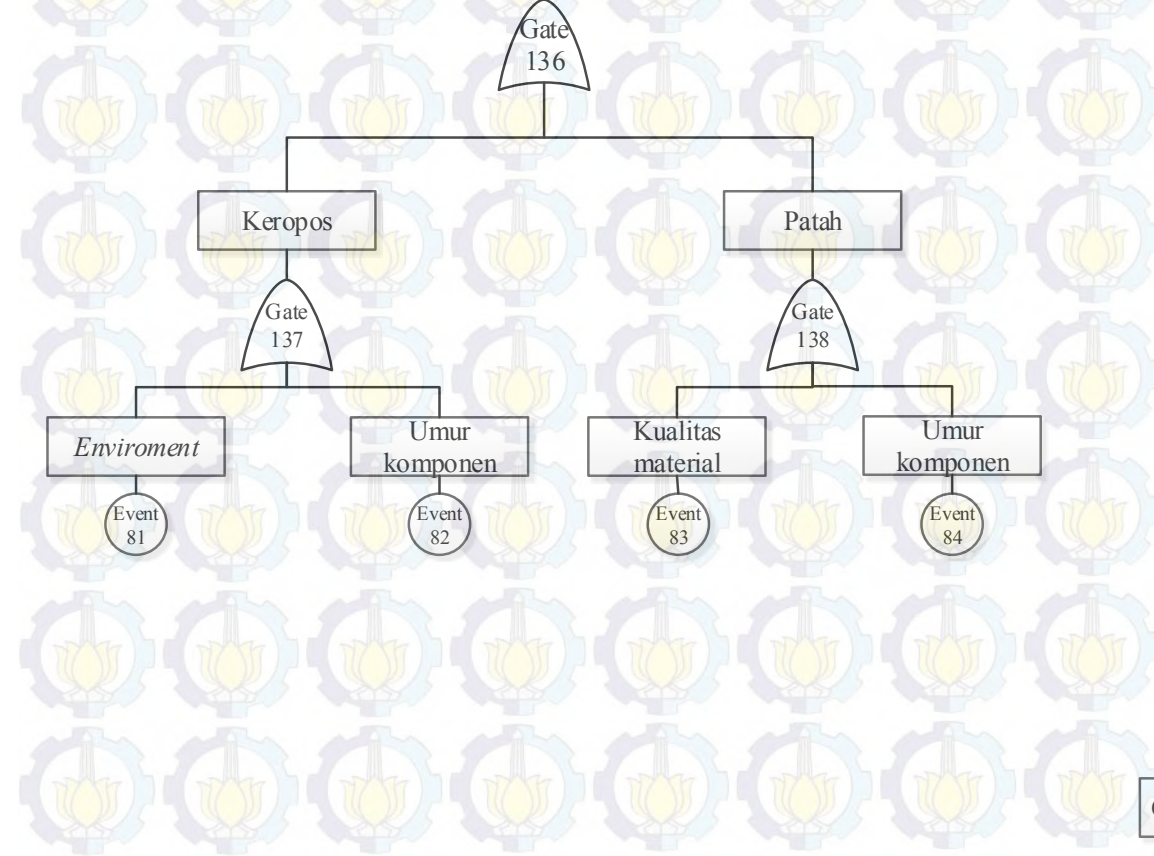 Gate
136
Keropos
Patah
Gate
137
Gate
138
Enviroment
Umur
komponen
Kualitas
material
Umur
komponen
Event
81
Event
82
Event
83
Event
84